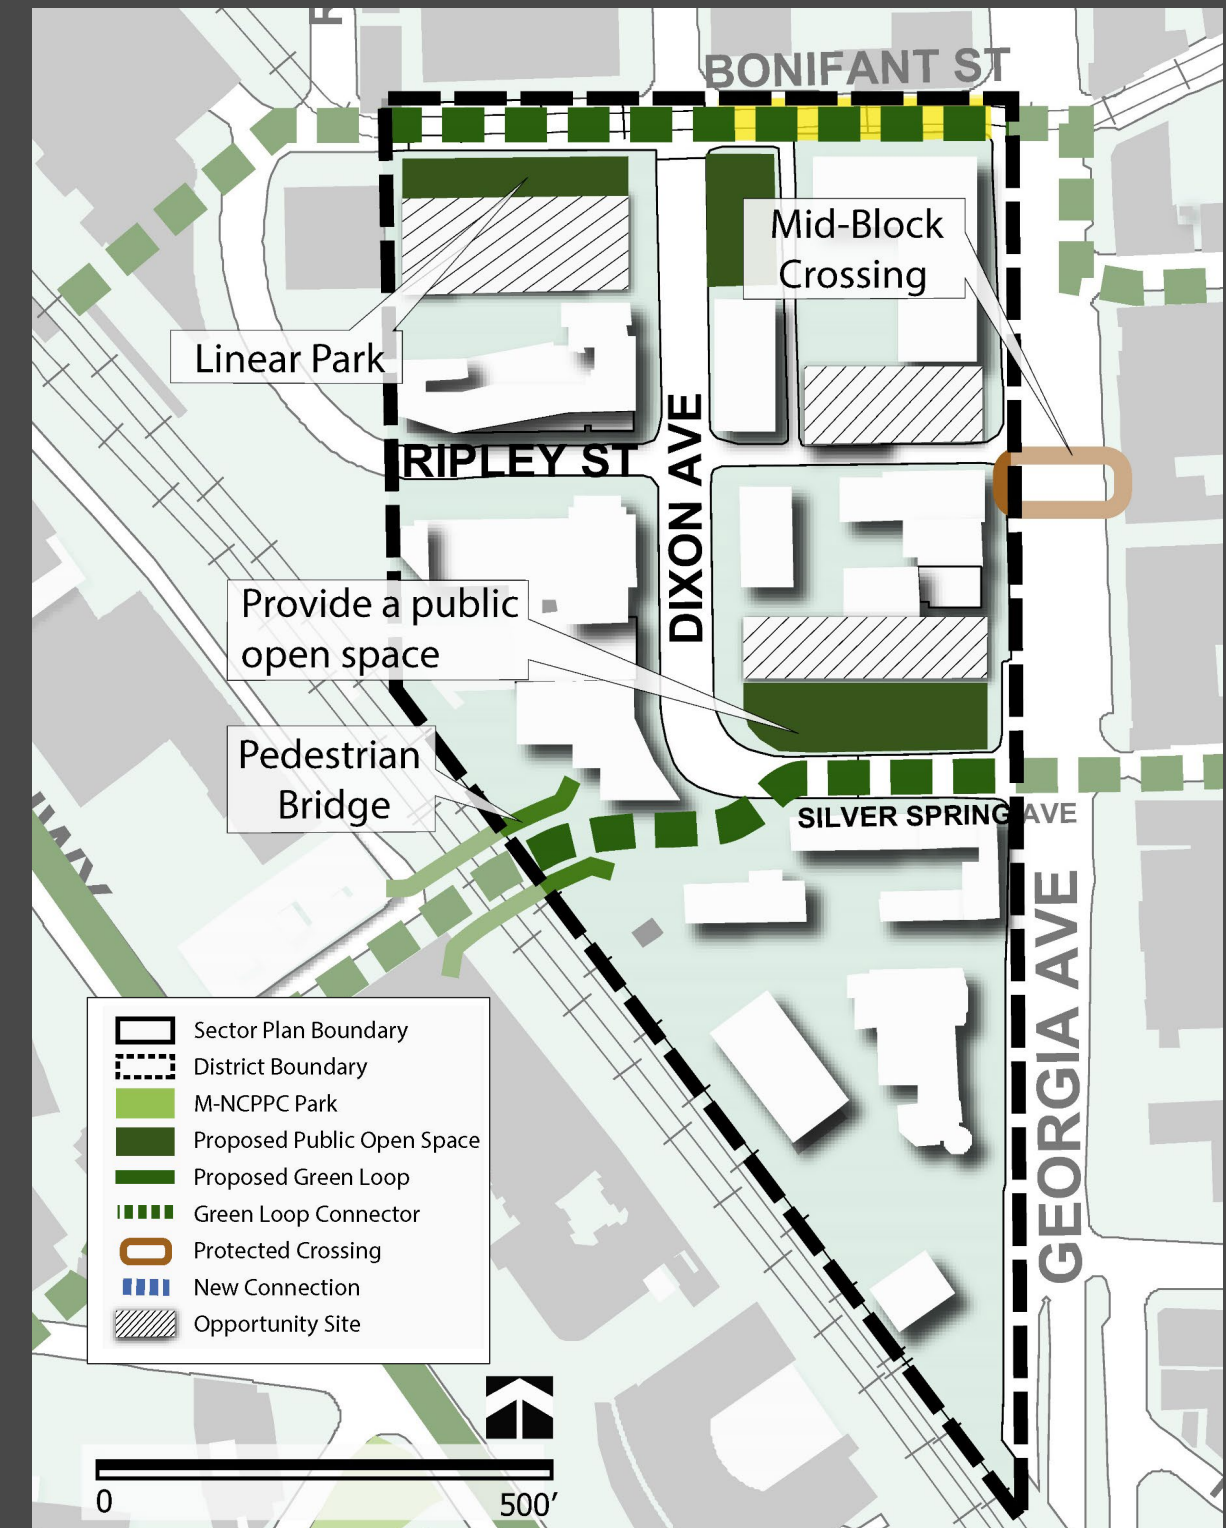 R
BONIFANT ST
Mid-Block
Crossing
Linear Park
RIPLEY ST
DIXON AVE
Provide a public
open space
Pedestrian
Bridge
SILVER SPRING AVE
GEORGIA AVE
WY
Sector Plan Boundary
District Boundary
M-NCPPC Park
Proposed Public Open Space
Proposed Green Loop
Green Loop Connector
Protected Crossing
New Connection
Opportunity Site
0
500'